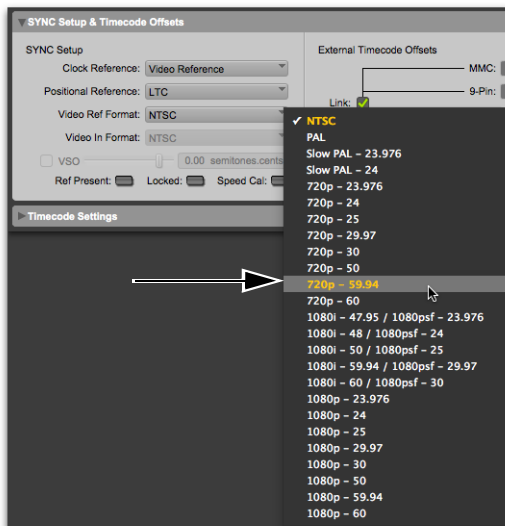 SYNC Setup & Timecode Offsets
SYNC Setup
External Timecode Offsets
Clock Reference: Video Reference
MMC:
Positional Reference: LTC
9-Pin:
Link:
Video Ref Format: NTSC
Video In Format: NTSC
VSO 0.00 semitones.cents
Ref Present: Locked: Speed Cal:
Timecode Settings
✓ NTSC
PAL
Slow PAL – 23.976
Slow PAL – 24
720p – 23.976
720p – 24
720p – 25
720p – 29.97
720p – 30
720p – 50
720p – 59.94
720p – 60
1080i – 47.95 / 1080psf – 23.976
1080i – 48 / 1080psf – 24
1080i – 50 / 1080psf – 25
1080i – 59.94 / 1080psf – 29.97
1080i – 60 / 1080psf – 30
1080p – 23.976
1080p – 24
1080p – 25
1080p – 29.97
1080p – 30
1080p – 50
1080p – 59.94
1080p – 60